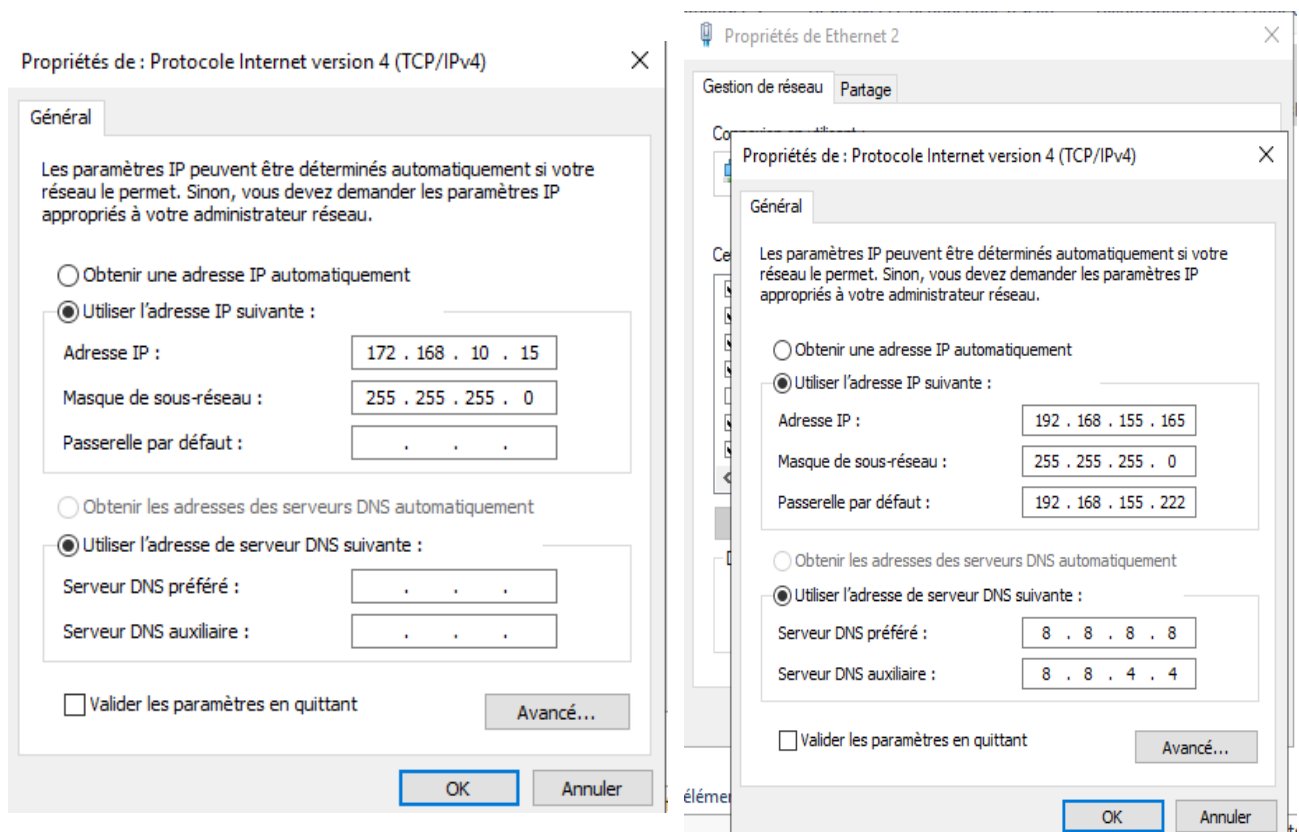 Propriétés de : Protocole Internet version 4 (TCP/IPv4)
Général
Les paramètres IP peuvent être déterminés automatiquement si votre
réseau le permet. Sinon, vous devez demander les paramètres IP
appropriés à votre administrateur réseau.
Obtenir une adresse IP automatiquement
Utiliser l'adresse IP suivante :
Adresse IP : 172 . 168 . 10 . 15
Masque de sous-réseau : 255 . 255 . 255 . 0
Passerelle par défaut : . . .
Obtenir les adresses des serveurs DNS automatiquement
Utiliser l'adresse de serveur DNS suivante :
Serveur DNS préféré : . . .
Serveur DNS auxiliaire : . . .
Valider les paramètres en quittant
Avancé...
OK Annuler
Propriétés de Ethernet 2
Gestion de réseau Partage
Propriétés de : Protocole Internet version 4 (TCP/IPv4)
Général
Les paramètres IP peuvent être déterminés automatiquement si votre
réseau le permet. Sinon, vous devez demander les paramètres IP
appropriés à votre administrateur réseau.
Obtenir une adresse IP automatiquement
Utiliser l'adresse IP suivante :
Adresse IP : 192 . 168 . 155 . 165
Masque de sous-réseau : 255 . 255 . 255 . 0
Passerelle par défaut : 192 . 168 . 155 . 222
Obtenir les adresses des serveurs DNS automatiquement
Utiliser l'adresse de serveur DNS suivante :
Serveur DNS préféré : 8 . 8 . 8 . 8
Serveur DNS auxiliaire : 8 . 8 . 4 . 4
Valider les paramètres en quittant
Avancé...
OK Annuler